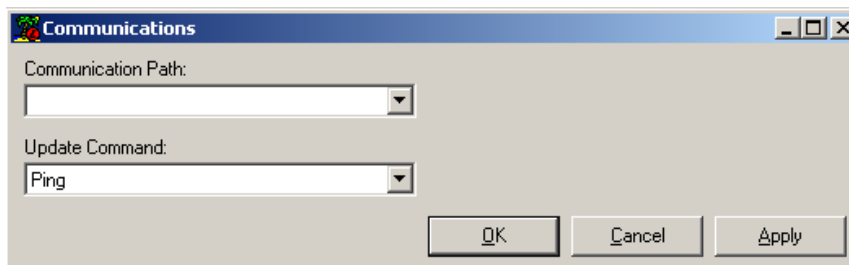 Communications
Communication Path:
Update Command:
Ping
OK Cancel Apply